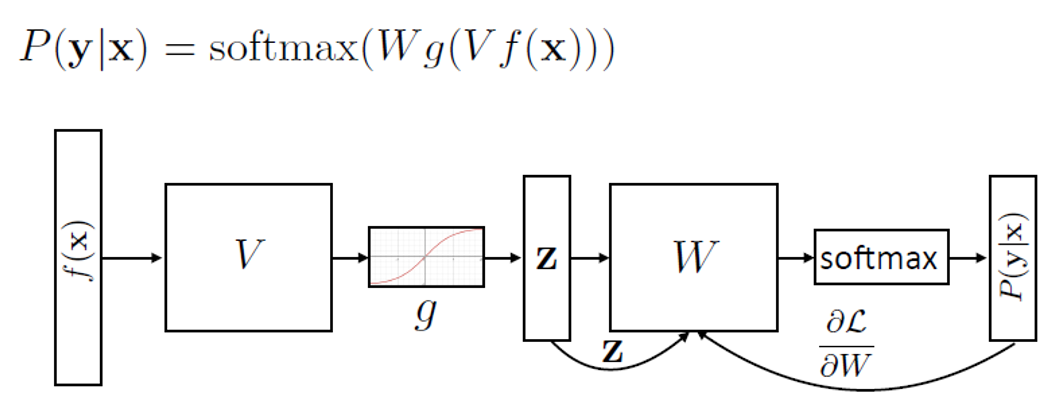 P(y|x) = softmax(Wg(Vf(x)))
f(x)
V
g
z
W
softmax
P(y|x)
z
∂ℒ
∂W